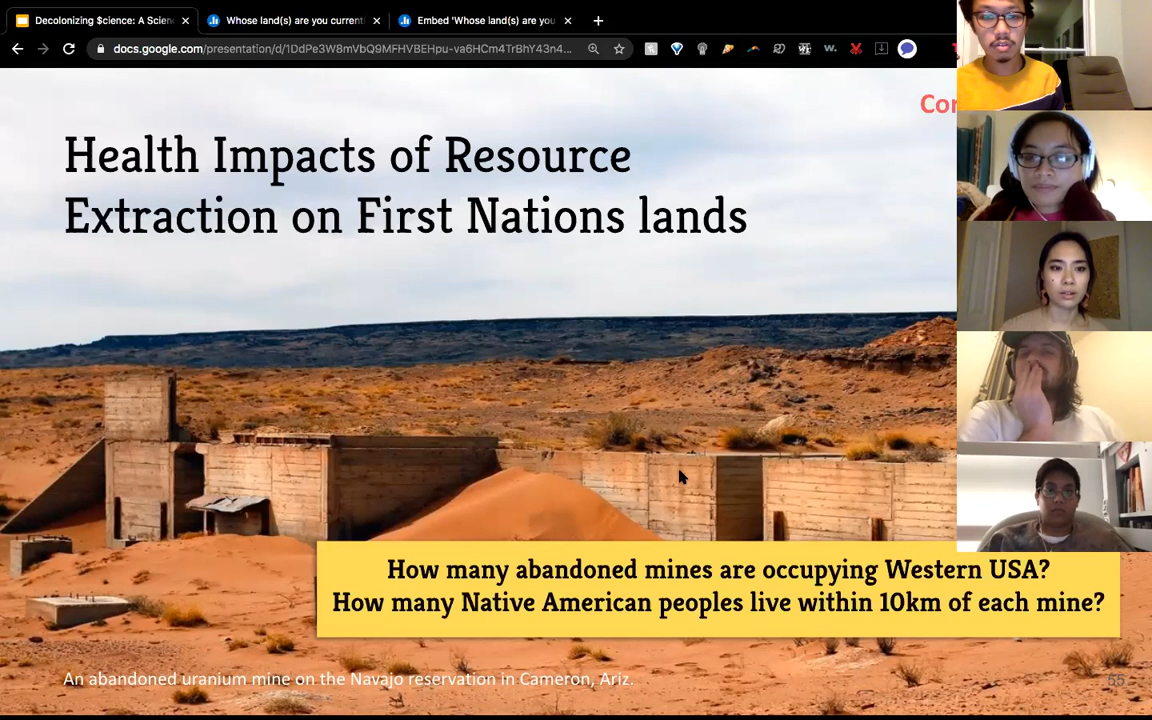 Decolonizing $cience: A Scien
Whose land(s) are you current
Embed 'Whose land(s) are you
docs.google.com/presentation/d/1DdPe3W8mVbQ9MFHVBEHpu-va6HCm4TrBhY43n4...
w.
Cor
Health Impacts of Resource
Extraction on First Nations lands
How many abandoned mines are occupying Western USA?
How many Native American peoples live within 10km of each mine?
An abandoned uranium mine on the Navajo reservation in Cameron, Ariz.
55